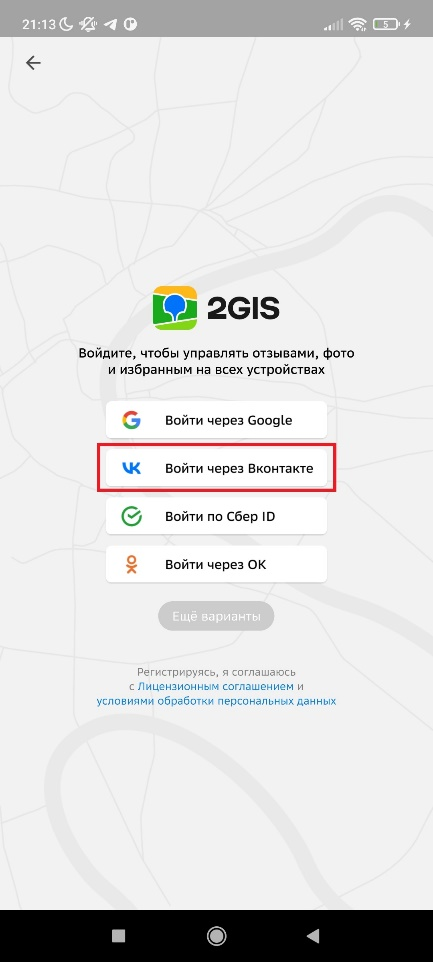 21:13
5
2GIS
Войдите, чтобы управлять отзывами, фото
и избранным на всех устройствах
Войти через Google
Войти через Вконтакте
Войти по Сбер ID
Войти через ОК
Ещё варианты
Регистрируясь, я соглашаюсь
с Лицензионным соглашением и
условиями обработки персональных данных